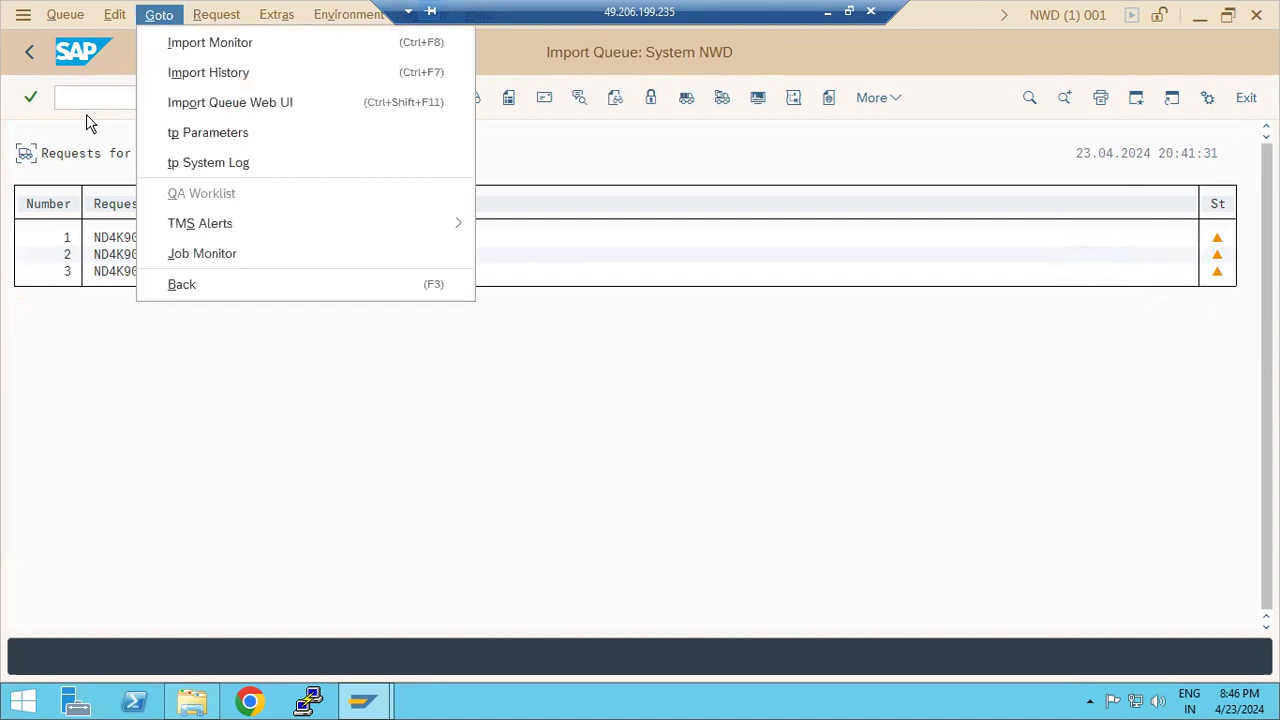 Queue Edit Goto Request Extras Environment 49.206.199.235 NWD (1) 001
SAP Import Queue: System NWD
More Exit
Import Monitor (Ctrl+F8)
Import History (Ctrl+F7)
Import Queue Web UI (Ctrl+Shift+F11)
tp Parameters
tp System Log
QA Worklist
TMS Alerts
Job Monitor
Back (F3)
Requests for 23.04.2024 20:41:31
Number Reques St
1 ND4K90
2 ND4K90
3 ND4K90
ENG 8:46 PM
IN 4/23/2024